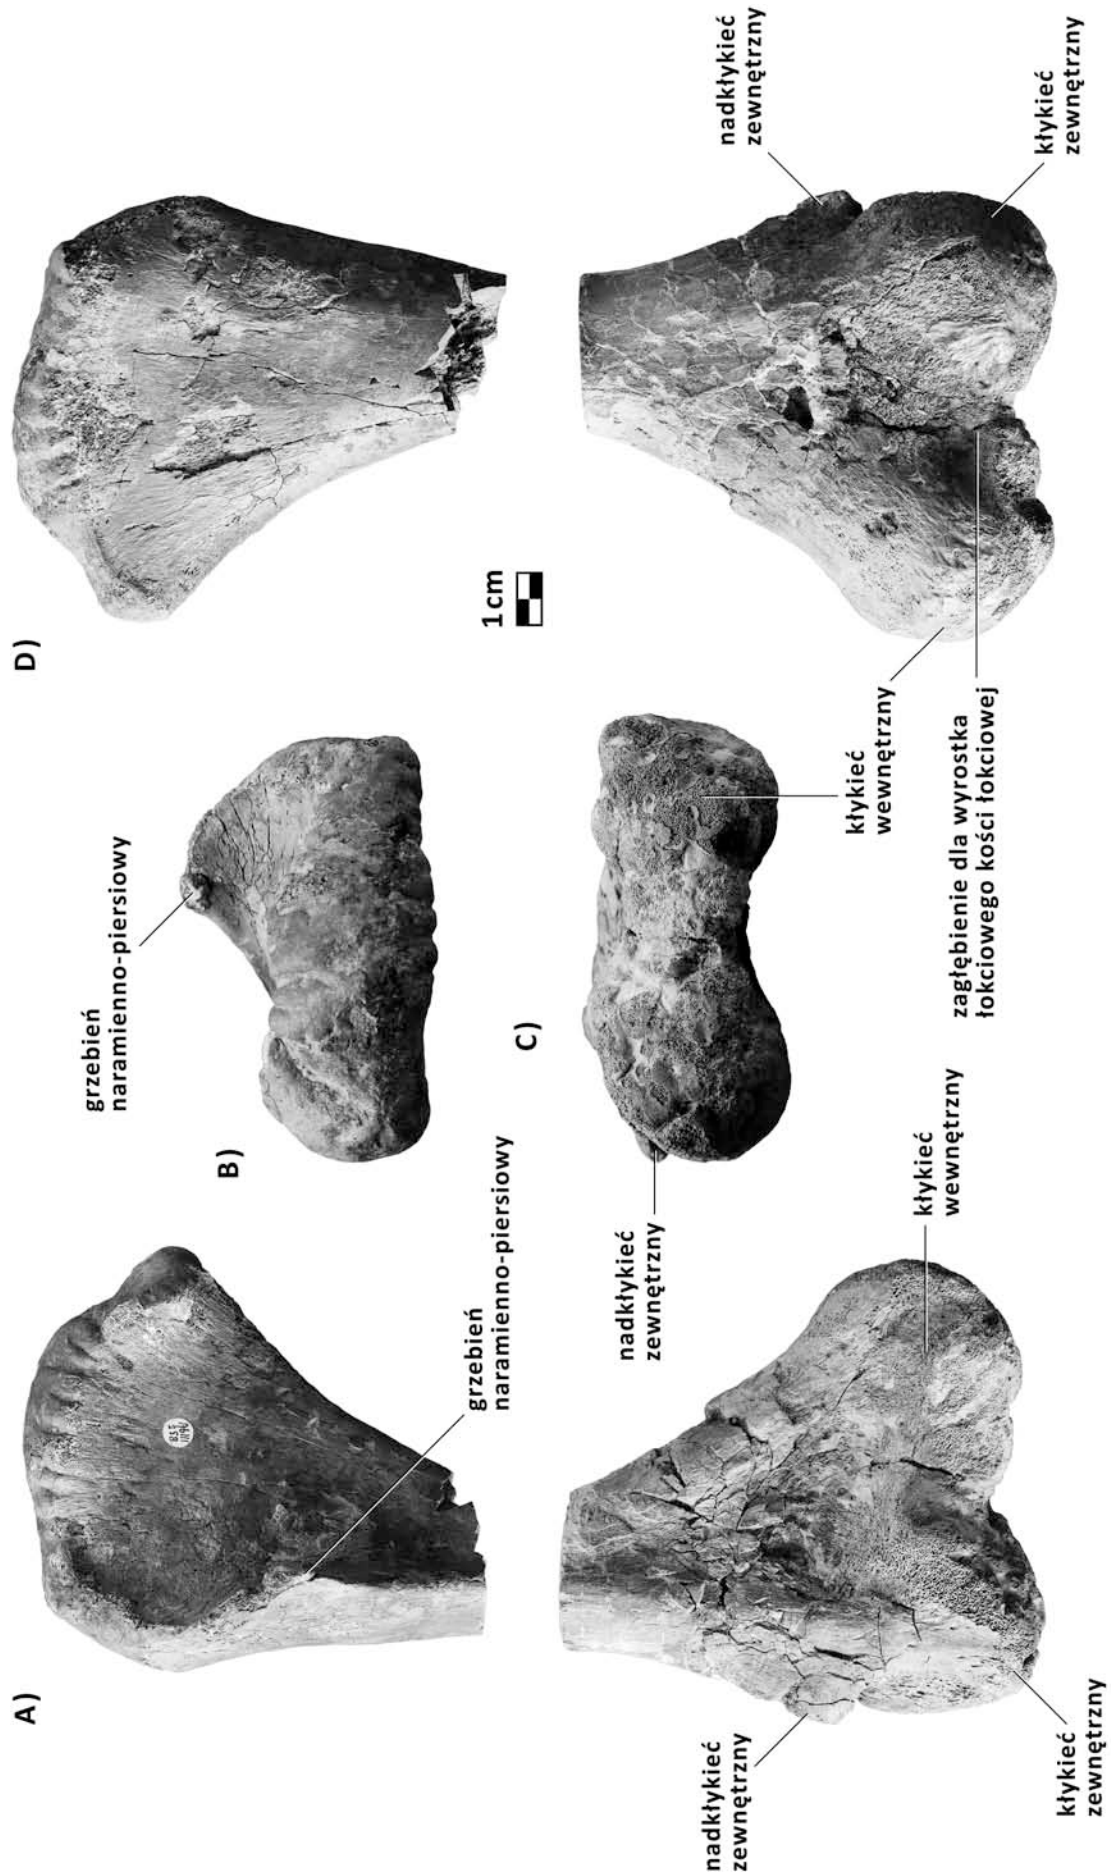 A)
grzebień
naramienno-piersiowy
nadkłykieć
zewnętrzny
kłykieć
zewnętrzny
kłykieć
wewnętrzny
B)
grzebień
naramienno-piersiowy
C)
nadkłykieć
zewnętrzny
kłykieć
wewnętrzny
D)
1cm
nadkłykieć
zewnętrzny
kłykieć
zewnętrzny
kłykieć
wewnętrzny
zagłębienie dla wyrostka
łokciowego kości łokciowej